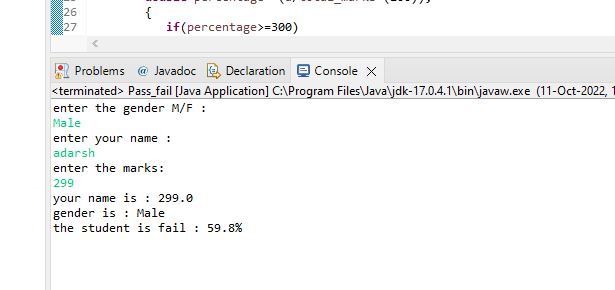 26 {
27 if(percentage>=300)
Problems @ Javadoc Declaration Console
<terminated> Pass_fail [Java Application] C:\Program Files\Java\jdk-17.0.4.1\bin\javaw.exe (11-Oct-2022, 1
enter the gender M/F :
Male
enter your name :
adarsh
enter the marks:
299
your name is : 299.0
gender is : Male
the student is fail : 59.8%